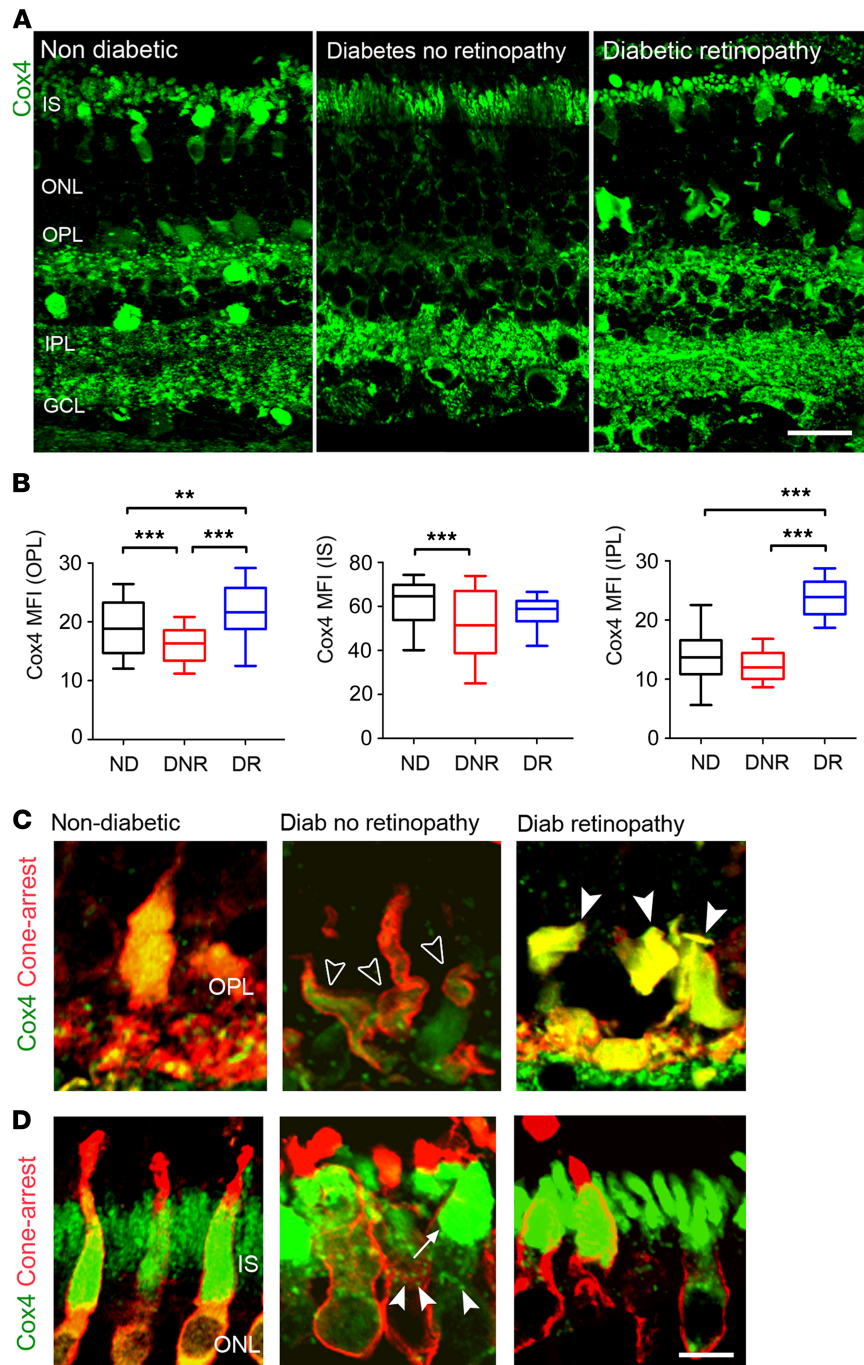 A
Non diabetic
Diabetes no retinopathy
Diabetic retinopathy
Cox4
IS
ONL
OPL
IPL
GCL
B
**
***
***
30
20
10
0
Cox4 MFI (OPL)
ND
DNR
DR
***
80
60
40
20
0
Cox4 MFI (IS)
ND
DNR
DR
***
***
30
20
10
0
Cox4 MFI (IPL)
ND
DNR
DR
C
Non-diabetic
Diab no retinopathy
Diab retinopathy
Cox4 Cone-arrest
OPL
D
Cox4 Cone-arrest
IS
ONL